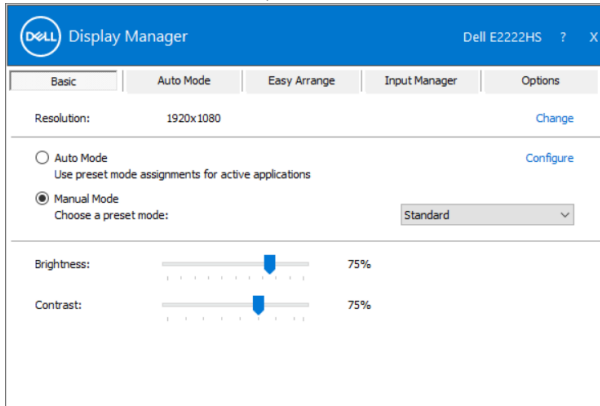 DELL Display Manager Dell E2222HS ? X
Basic Auto Mode Easy Arrange Input Manager Options
Resolution: 1920x1080 Change
Auto Mode Configure
Use preset mode assignments for active applications
Manual Mode
Choose a preset mode: Standard
Brightness: 75%
Contrast: 75%